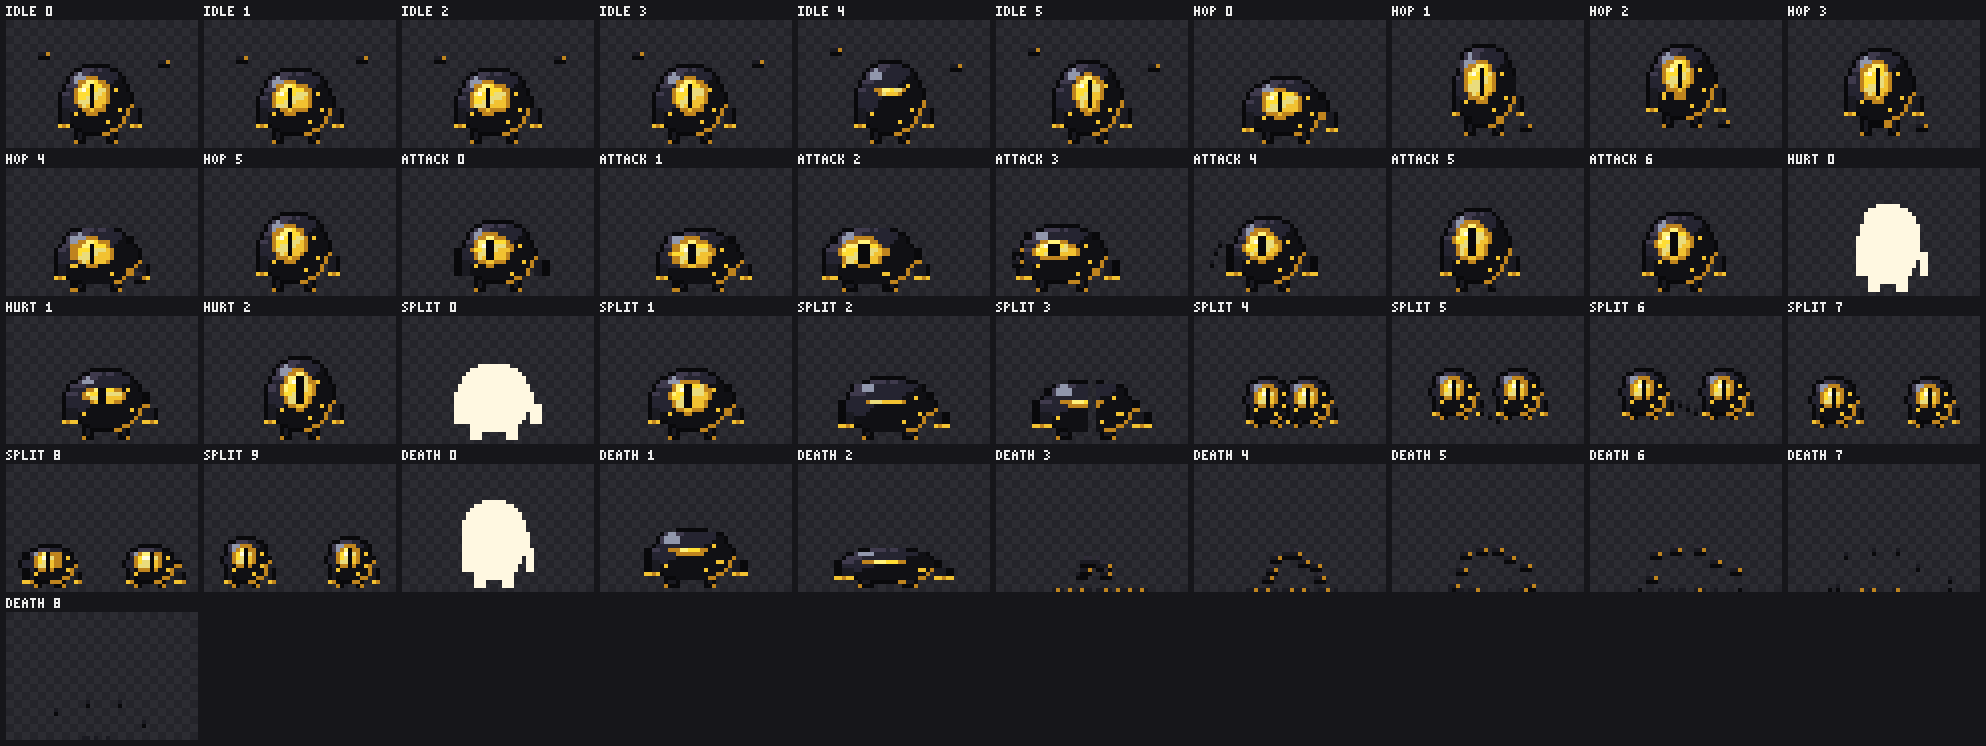 IDLE 0 IDLE 1 IDLE 2 IDLE 3 IDLE 4 IDLE 5 HOP 0 HOP 1 HOP 2 HOP 3
HOP 4 HOP 5 ATTACK 0 ATTACK 1 ATTACK 2 ATTACK 3 ATTACK 4 ATTACK 5 ATTACK 6 HURT 0
HURT 1 HURT 2 SPLIT 0 SPLIT 1 SPLIT 2 SPLIT 3 SPLIT 4 SPLIT 5 SPLIT 6 SPLIT 7
SPLIT 8 SPLIT 9 DEATH 0 DEATH 1 DEATH 2 DEATH 3 DEATH 4 DEATH 5 DEATH 6 DEATH 7
DEATH 8